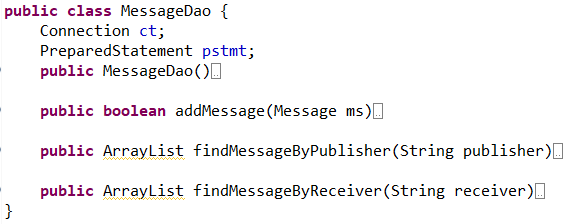 public class MessageDao {
Connection ct;
PreparedStatement pstmt;
public MessageDao()
public boolean addMessage(Message ms)
public ArrayList findMessageByPublisher(String publisher)
public ArrayList findMessageByReceiver(String receiver)
}